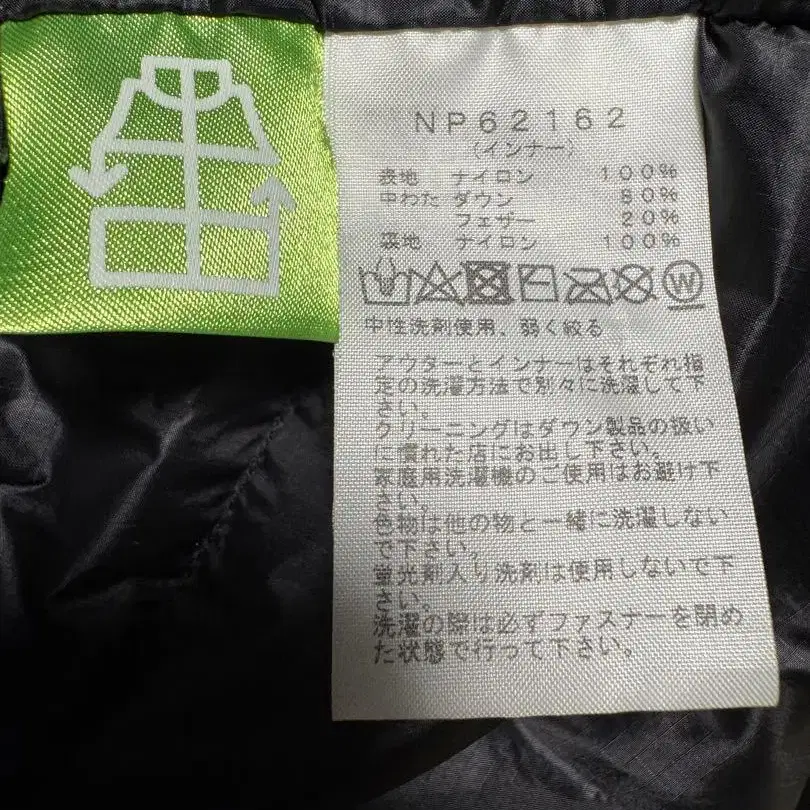 NP62162
(インナー)
表地 ナイロン 100%
中わた ダウン 80%
フェザー 20%
裏地 ナイロン 100%
W
中性洗剤使用、弱く絞る
アウターとインナーはそれぞれ指
定の洗濯方法で別々に洗濯して下
さい。
クリーニングはダウン製品の扱い
に慣れた店にお出し下さい。
家庭用洗濯機のご使用はお避け下
さい。
色物は他の物と一緒に洗濯しない
で下さい。
蛍光剤入り洗剤は使用しないで下
さい。
洗濯の際は必ずファスナーを閉め
た状態で行って下さい。